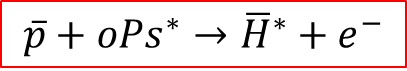 p̄ + oPs* → H̄* + e⁻